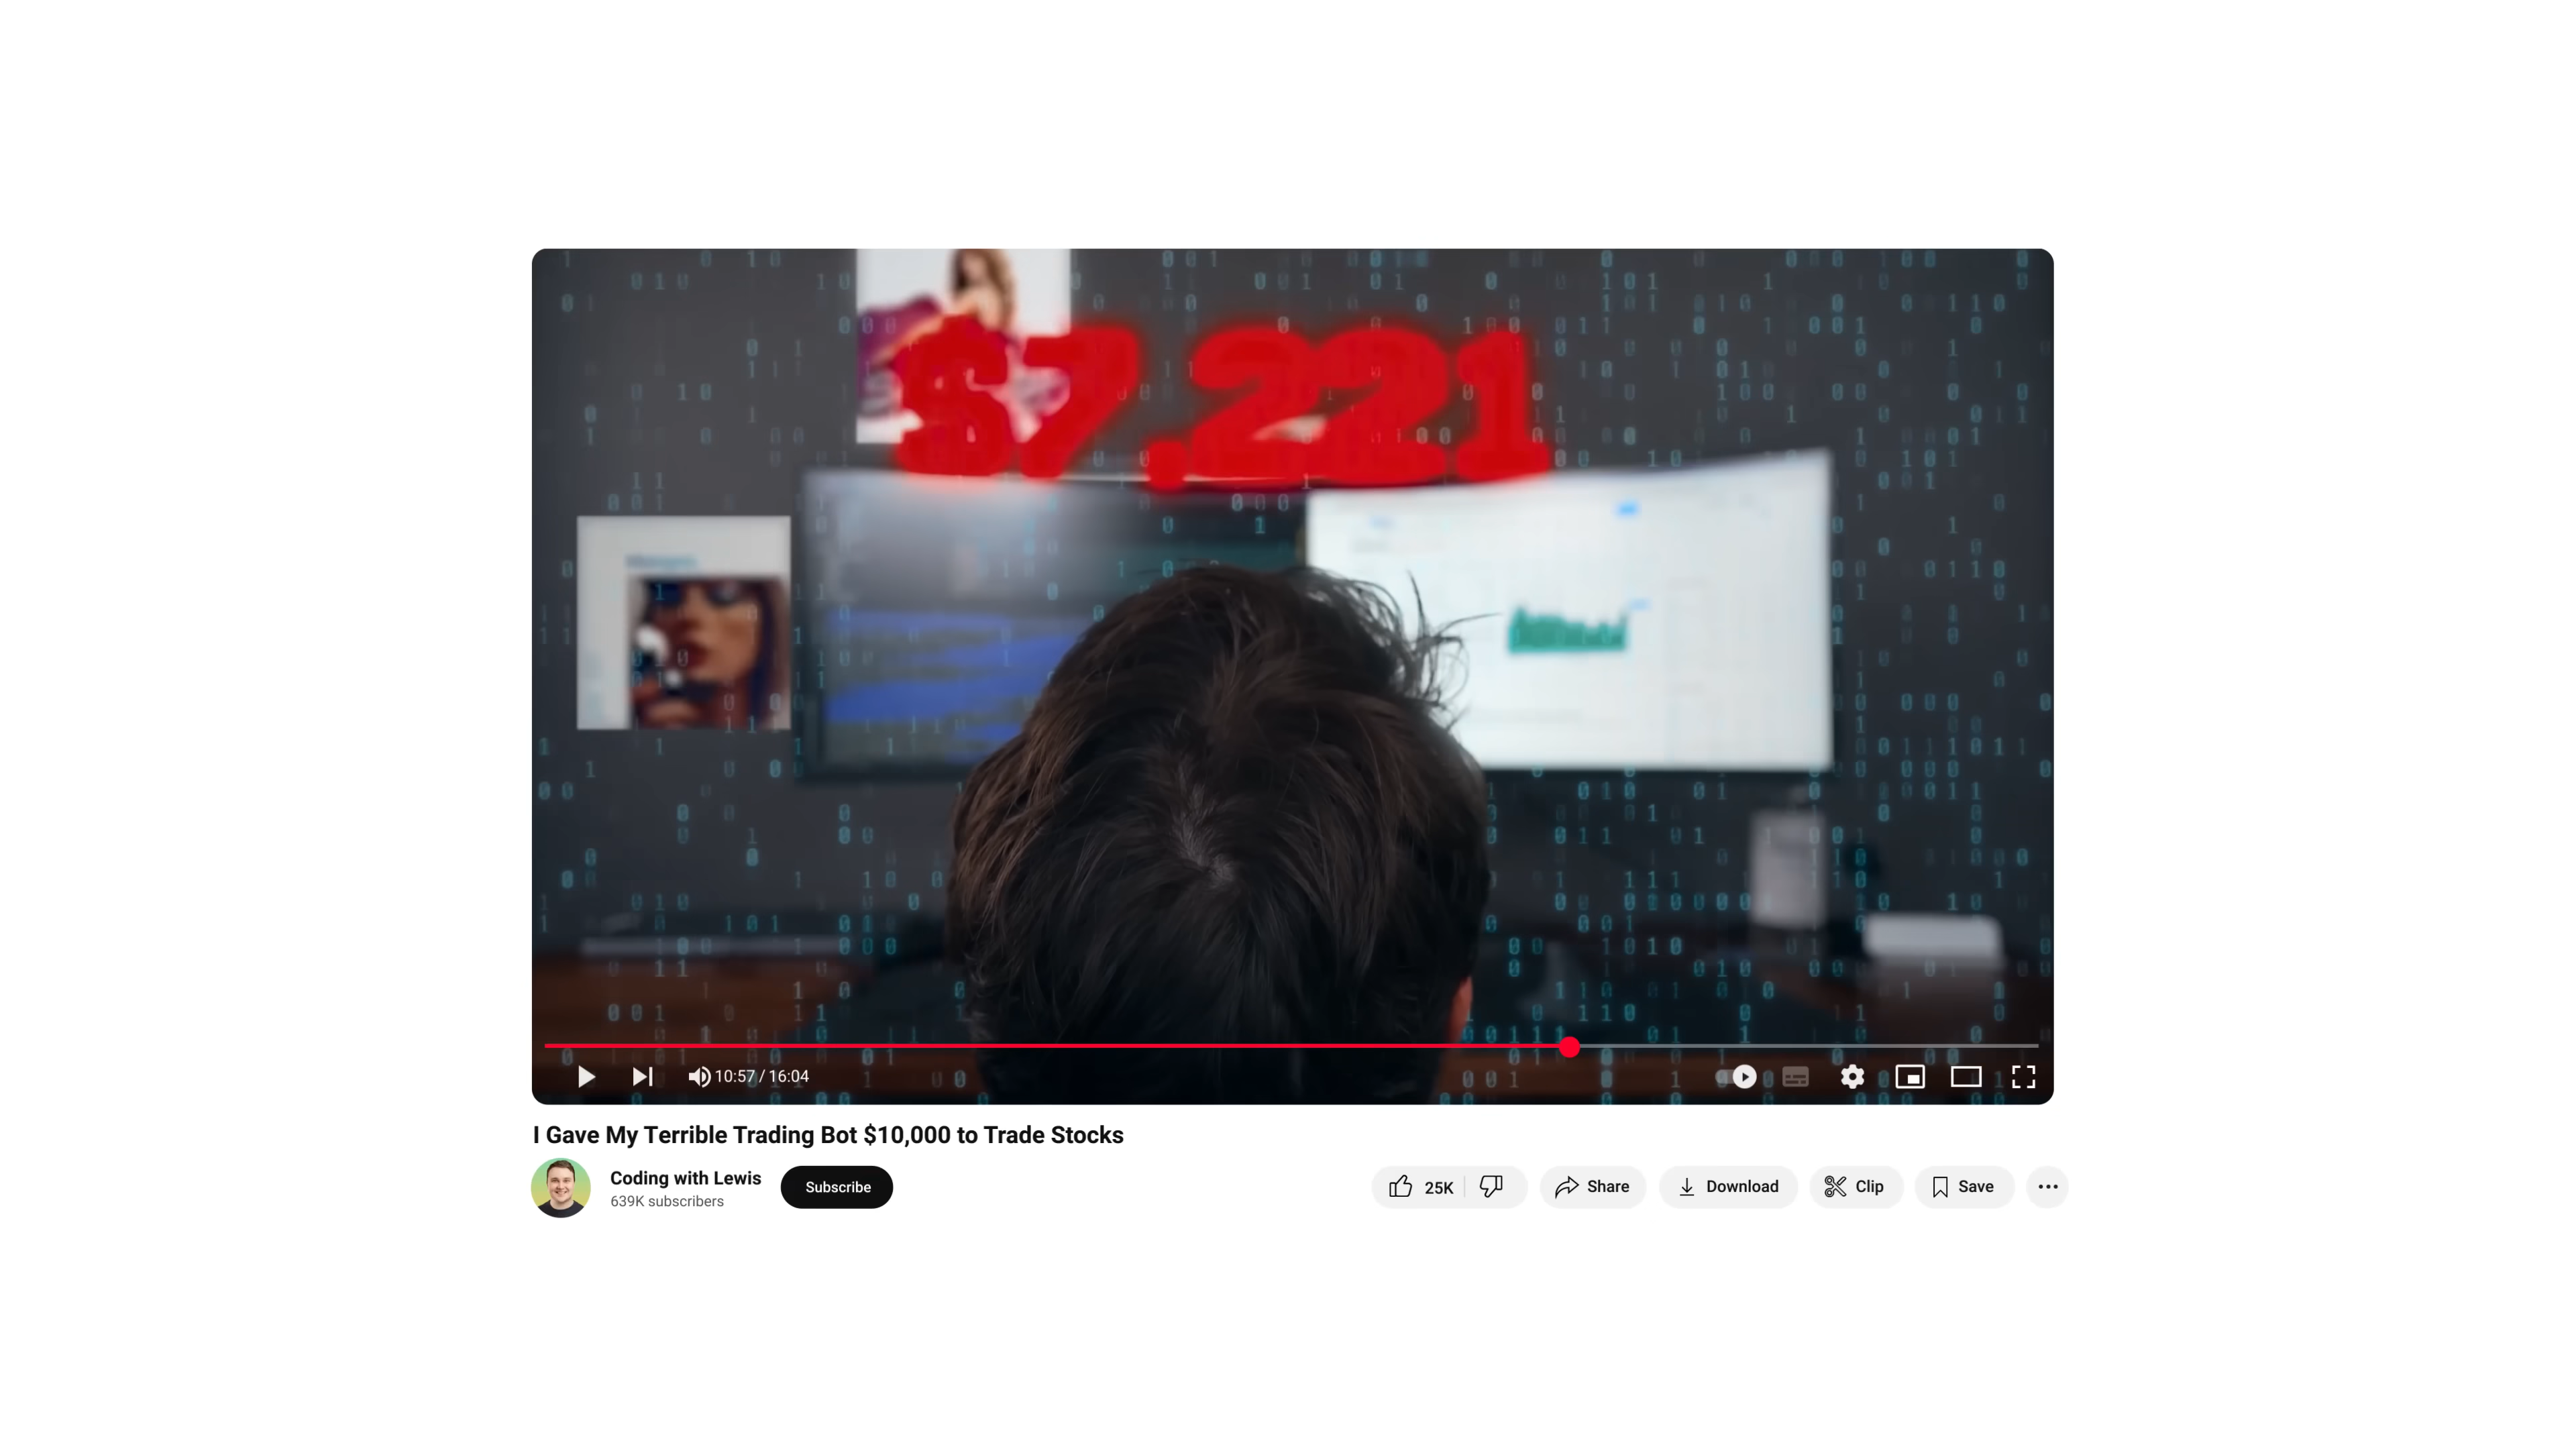 $7,221
10:57 / 16:04
I Gave My Terrible Trading Bot $10,000 to Trade Stocks
Coding with Lewis
639K subscribers
Subscribe
25K
Share
Download
Clip
Save